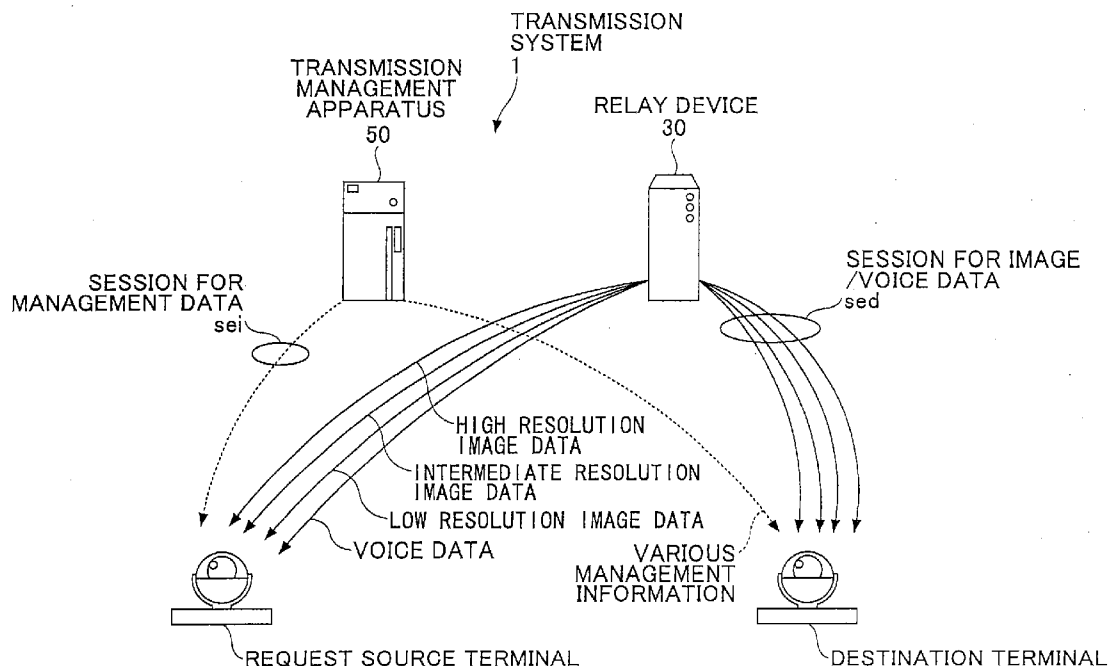 TRANSMISSION
SYSTEM
1
TRANSMISSION
MANAGEMENT
APPARATUS
50
RELAY DEVICE
30
SESSION FOR
MANAGEMENT DATA
sei
SESSION FOR IMAGE
/VOICE DATA
sed
HIGH RESOLUTION
IMAGE DATA
INTERMEDIATE RESOLUTION
IMAGE DATA
LOW RESOLUTION IMAGE DATA
VOICE DATA
VARIOUS
MANAGEMENT
INFORMATION
REQUEST SOURCE TERMINAL
DESTINATION TERMINAL